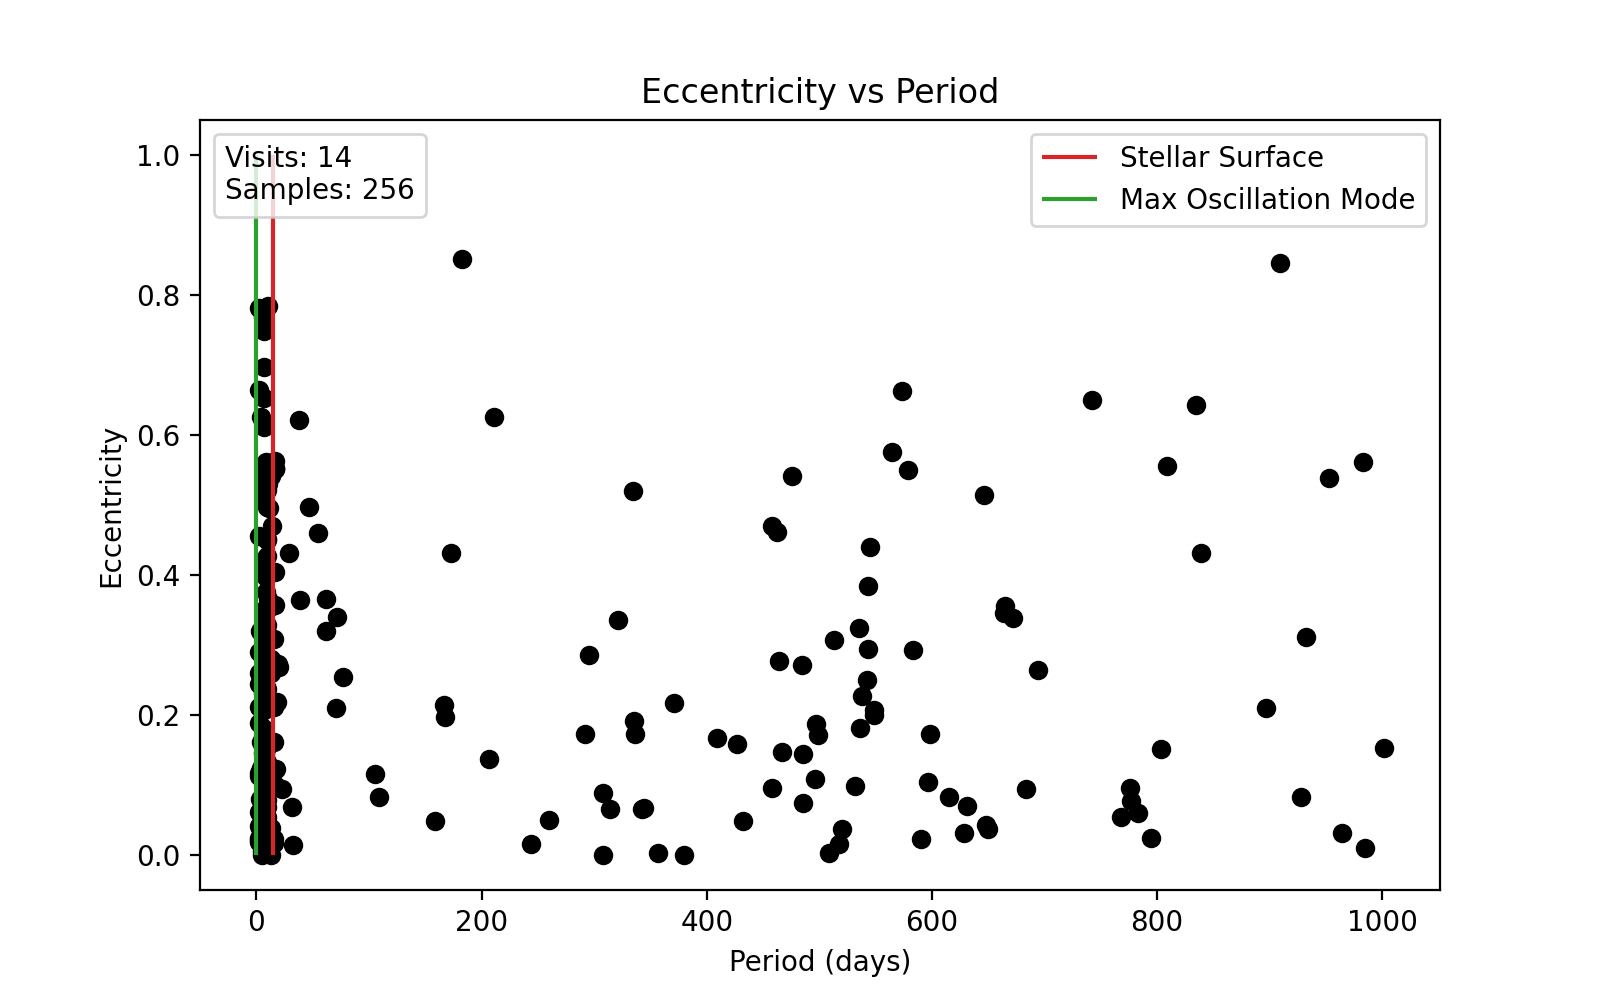 Eccentricity vs Period
Visits: 14
Samples: 256
Stellar Surface
Max Oscillation Mode
Eccentricity
1.0
0.8
0.6
0.4
0.2
0.0
0
200
400
600
800
1000
Period (days)